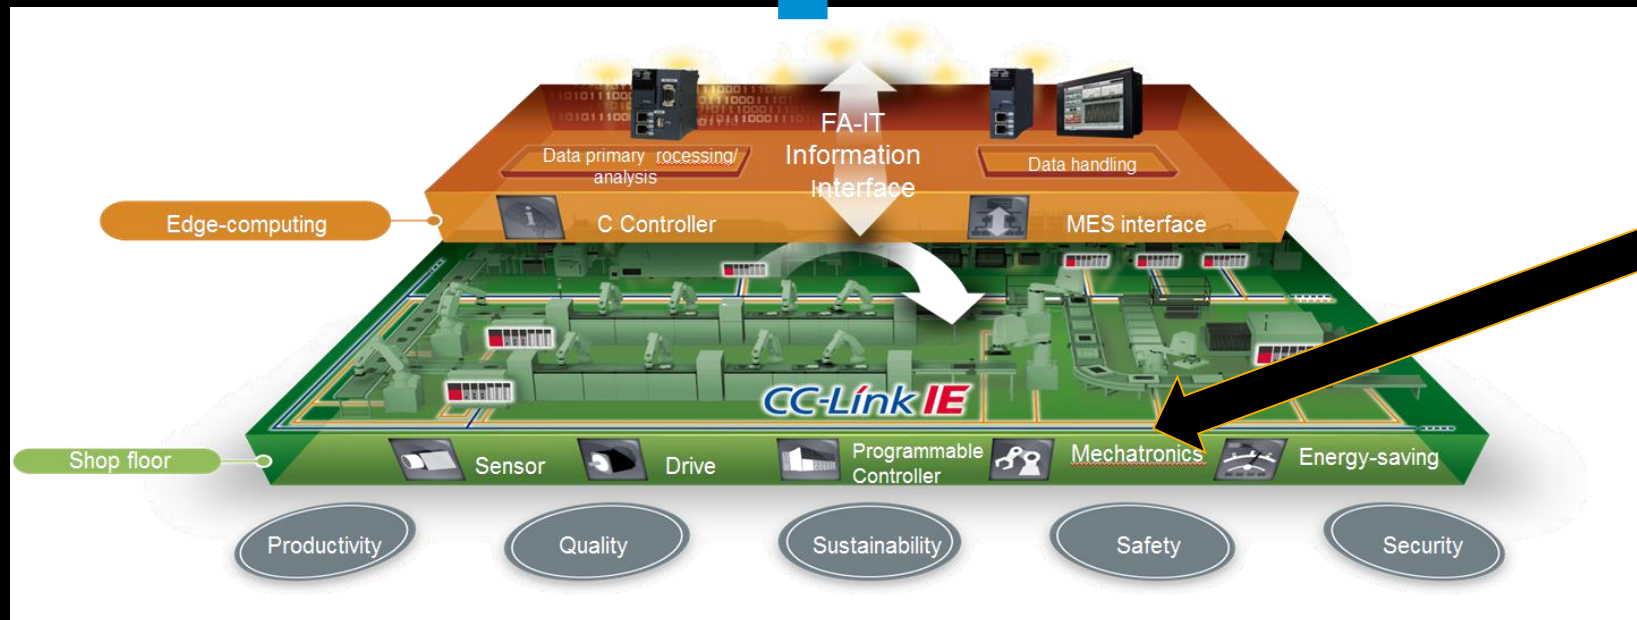 FA-IT
Information
Interface
Data primary rocessing/
analysis
Data handling
Edge-computing
C Controller
MES interface
CC-Link IE
Shop floor
Sensor
Drive
Programmable
Controller
Mechatronics
Energy-saving
Productivity
Quality
Sustainability
Safety
Security